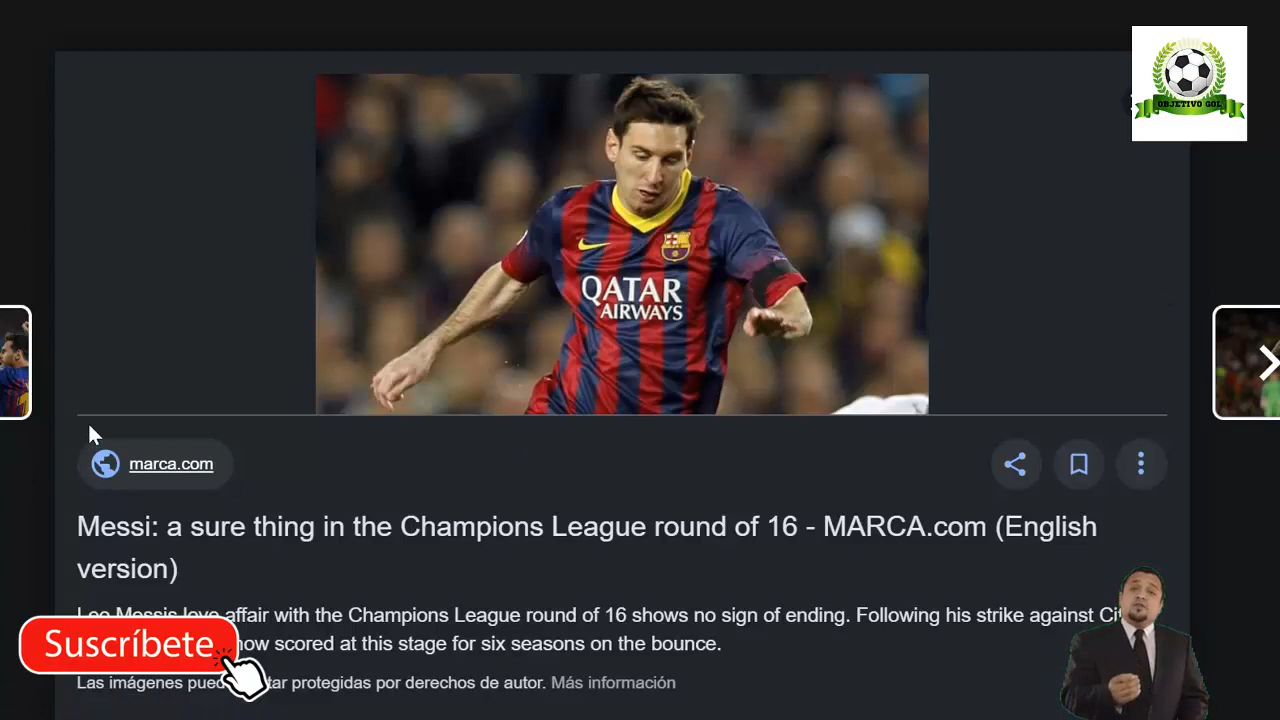 OBJETIVO GOL
QATAR
AIRWAYS
marca.com
Messi: a sure thing in the Champions League round of 16 - MARCA.com (English
version)
affair with the Champions League round of 16 shows no sign of ending. Following his strike against
scored at this stage for six seasons on the bounce.
Suscríbete
Las imágenes protegidas por derechos de autor. Más información